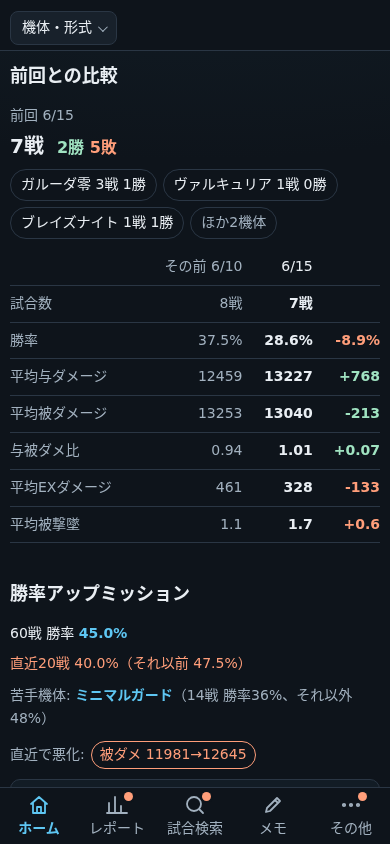 機体・形式
前回との比較
前回 6/15
7戦 2勝 5敗
ガルーダ零 3戦 1勝 ヴァルキュリア 1戦 0勝
ブレイズナイト 1戦 1勝 ほか2機体
その前 6/10 6/15
試合数 8戦 7戦
勝率 37.5% 28.6% -8.9%
平均与ダメージ 12459 13227 +768
平均被ダメージ 13253 13040 -213
与被ダメ比 0.94 1.01 +0.07
平均EXダメージ 461 328 -133
平均被撃墜 1.1 1.7 +0.6
勝率アップミッション
60戦 勝率 45.0%
直近20戦 40.0%（それ以前 47.5%）
苦手機体: ミニマルガード（14戦 勝率36%、それ以外
48%）
直近で悪化: 被ダメ 11981→12645
ホーム レポート 試合検索 メモ その他